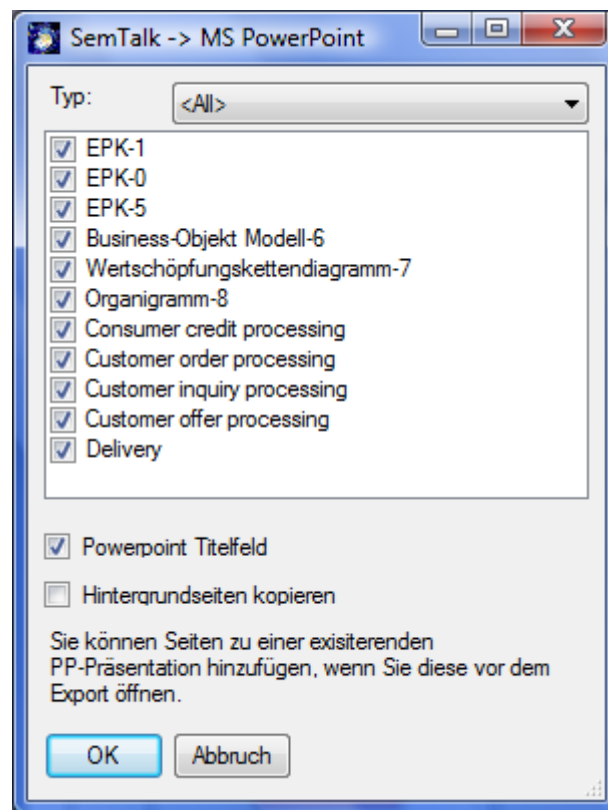 SemTalk -> MS PowerPoint
Typ:
<All>
EPK-1
EPK-0
EPK-5
Business-Objekt Modell-6
Wertschöpfungskettendiagramm-7
Organigramm-8
Consumer credit processing
Customer order processing
Customer inquiry processing
Customer offer processing
Delivery
Powerpoint Titelfeld
Hintergrundseiten kopieren
Sie können Seiten zu einer exisiterenden
PP-Präsentation hinzufügen, wenn Sie diese vor dem
Export öffnen.
OK
Abbruch